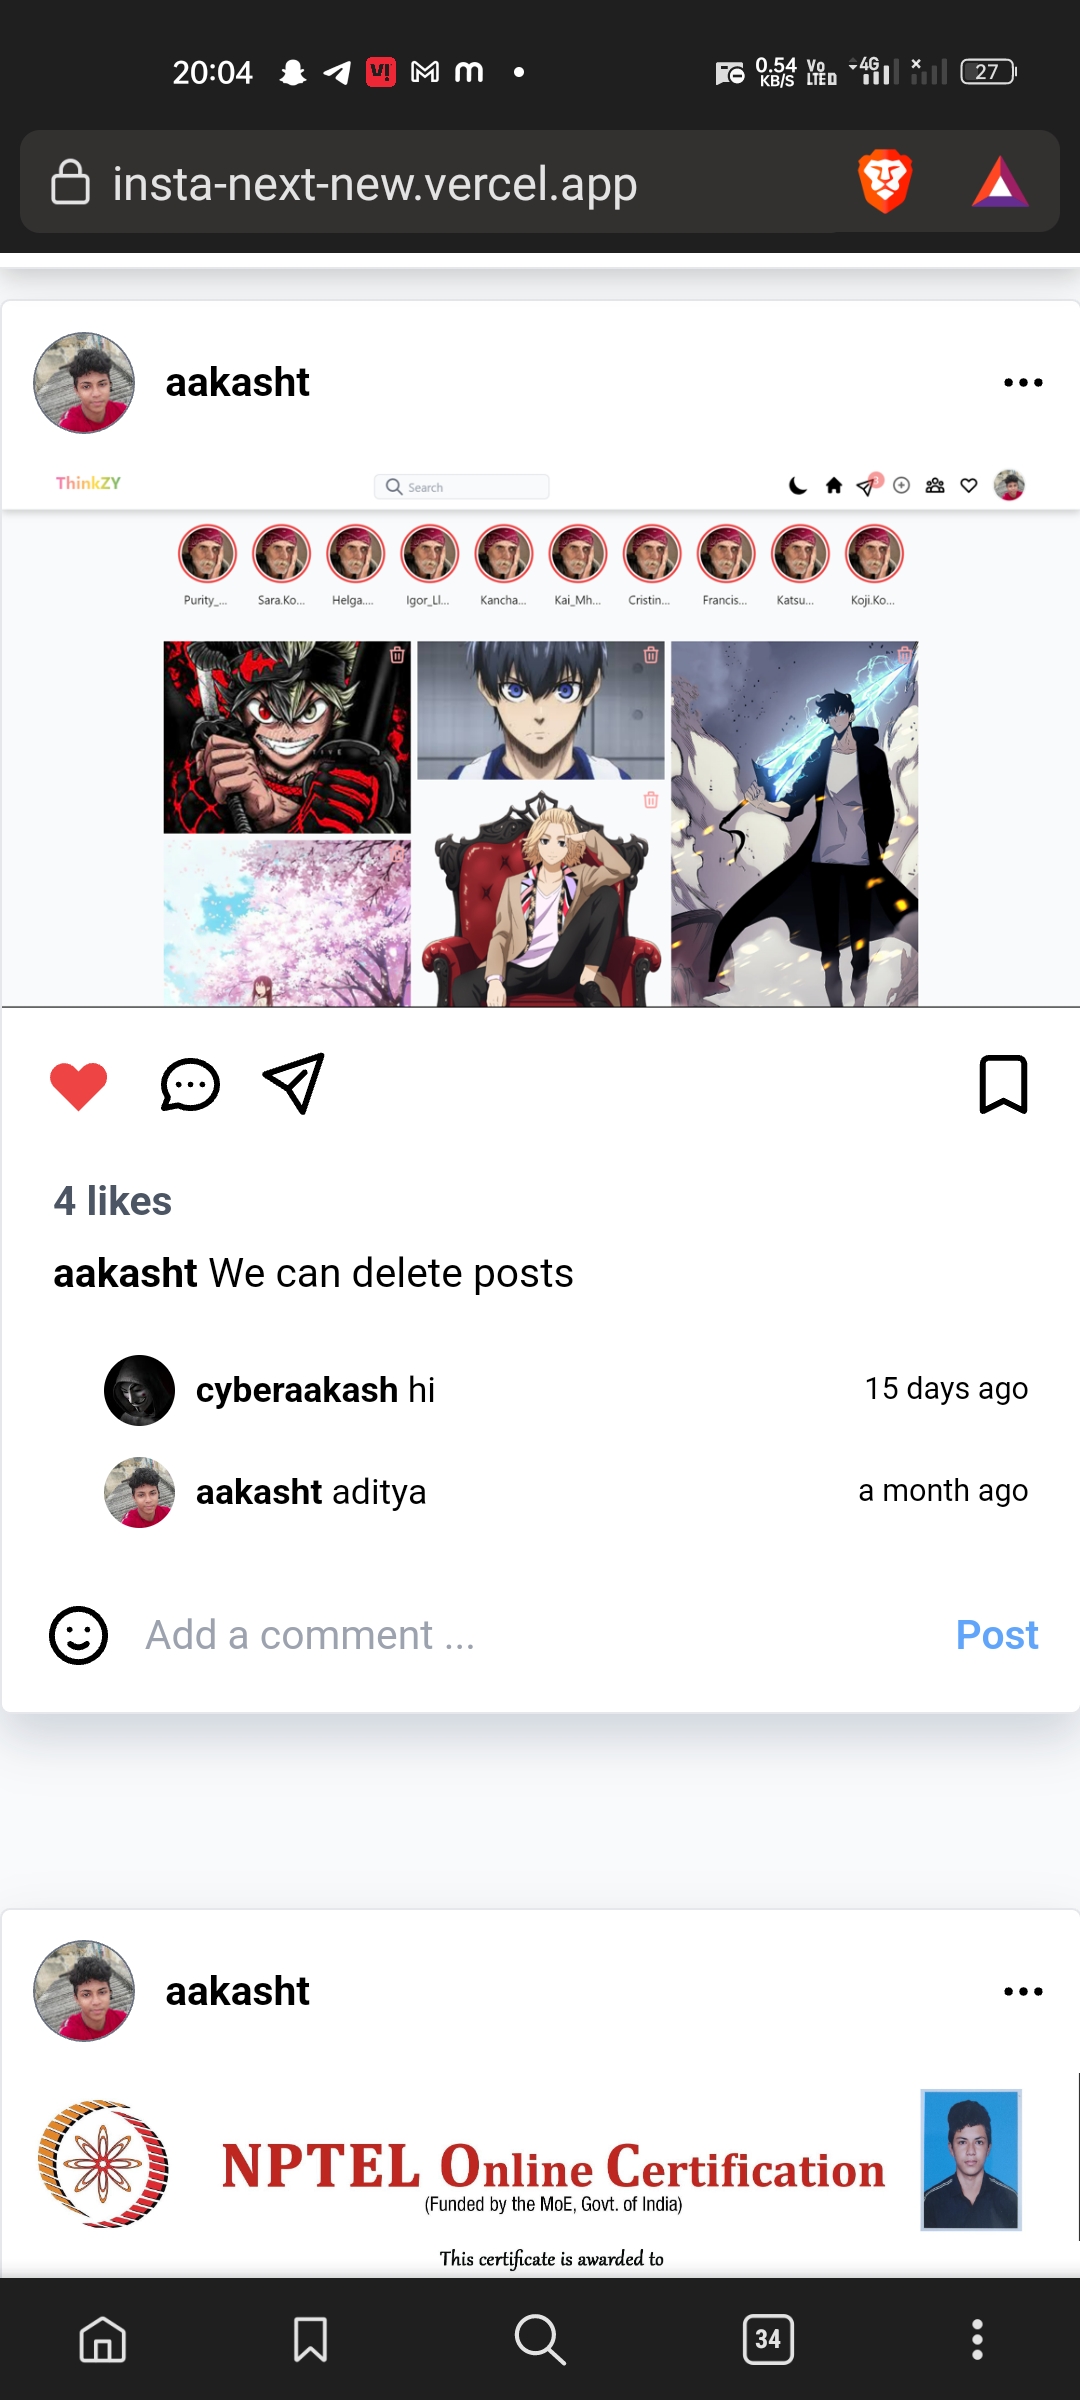 20:04 V! M m 0.54 KB/S Vo LTED 4G 27
insta-next-new.vercel.app
aakasht
ThinkZY
Search
Purity_... Sara.Ko... Helga.... Igor_Ll... Kancha... Kai_Mh... Cristin... Francis... Katsu... Koji.Ko...
4 likes
aakasht We can delete posts
cyberaakash hi 15 days ago
aakasht aditya a month ago
Add a comment ... Post
aakasht
NPTEL Online Certification
(Funded by the MoE, Govt. of India)
This certificate is awarded to
34